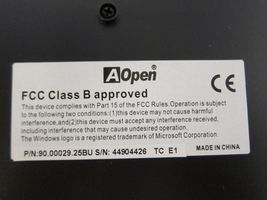 AOpen
FCC Class B approved
CE
This device complies with Part 15 of the FCC Rules.Operation is subject
to the following two conditions:(1)this device may not cause harmful
interference,and(2)this device must accept any interference received,
including interference that may cause undesired operation.
Windows is a registered trademark of Microsoft Corporation.
P/N:90.00029.25BU S/N: 44904426 TC E1
MADE IN CHINA